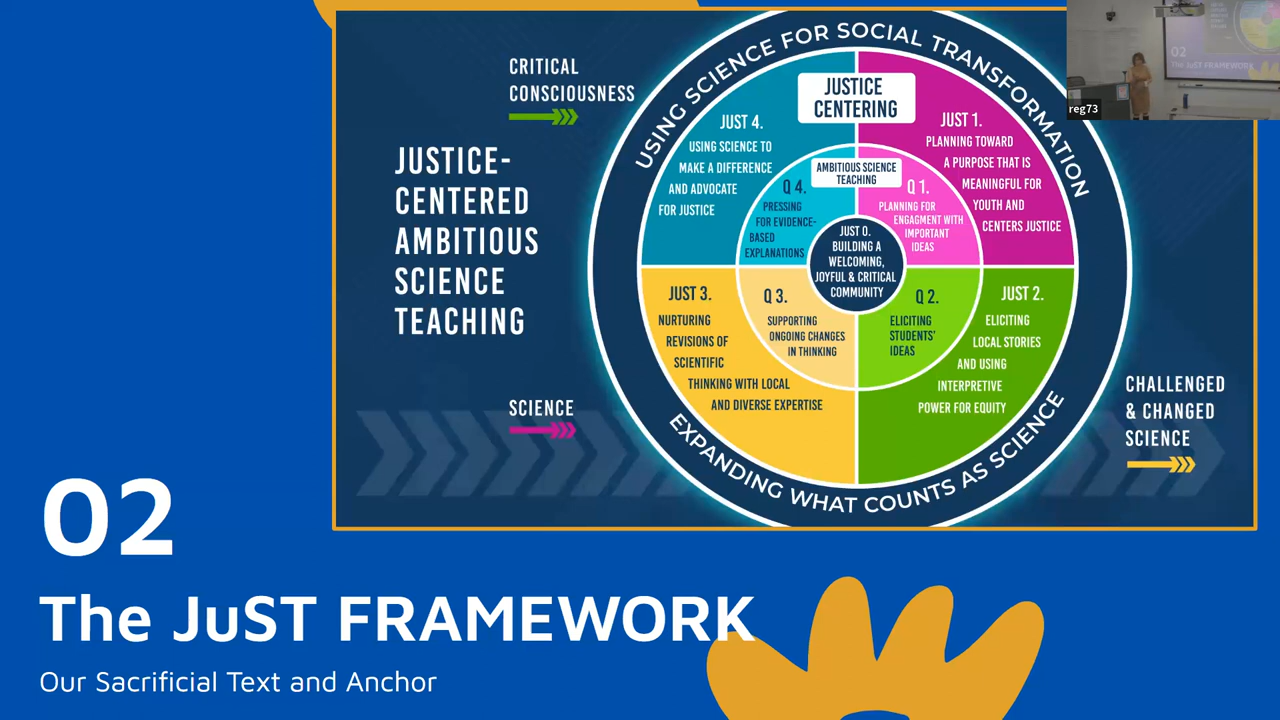 CRITICAL
CONSCIOUSNESS
JUSTICE-
CENTERED
AMBITIOUS
SCIENCE
TEACHING
SCIENCE
USING SCIENCE FOR SOCIAL TRANSFORMATION
JUSTICE
CENTERING
JUST 4.
USING SCIENCE TO
MAKE A DIFFERENCE
AND ADVOCATE
FOR JUSTICE
JUST 1.
PLANNING TOWARD
A PURPOSE THAT IS
MEANINGFUL FOR
YOUTH AND
CENTERS JUSTICE
AMBITIOUS SCIENCE
TEACHING
Q 4.
PRESSING
FOR EVIDENCE-
BASED
EXPLANATIONS
Q 1.
PLANNING FOR
ENGAGMENT WITH
IMPORTANT
IDEAS
JUST 0.
BUILDING A
WELCOMING,
JOYFUL & CRITICAL
COMMUNITY
JUST 3.
NURTURING
REVISIONS OF
SCIENTIFIC
THINKING WITH LOCAL
AND DIVERSE EXPERTISE
Q 3.
SUPPORTING
ONGOING CHANGES
IN THINKING
Q 2.
ELICITING
STUDENTS'
IDEAS
JUST 2.
ELICITING
LOCAL STORIES
AND USING
INTERPRETIVE
POWER FOR EQUITY
EXPANDING WHAT COUNTS AS SCIENCE
CHALLENGED
& CHANGED
SCIENCE
reg73
02
The JuST FRAMEWORK
02
The JuST FRAMEWORK
Our Sacrificial Text and Anchor